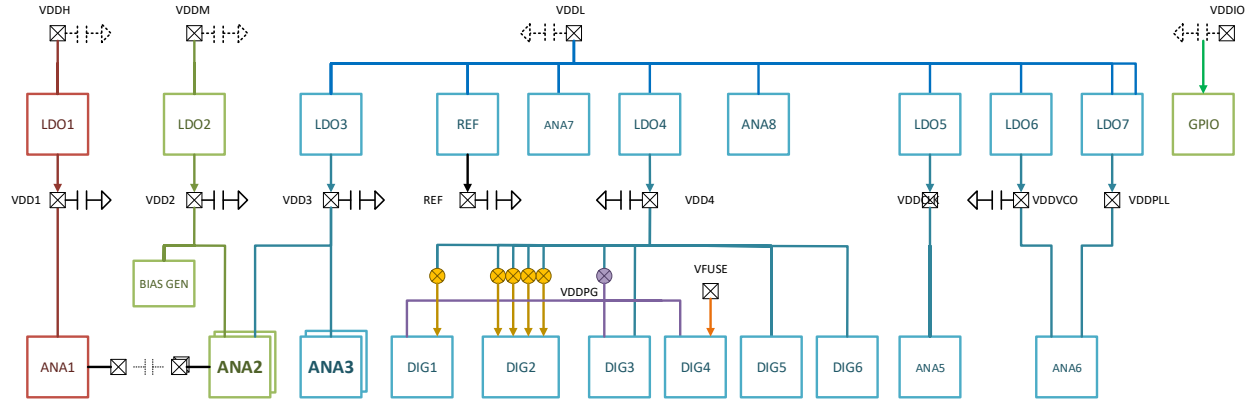 VDDH
VDDM
VDDL
VDDIO
LDO1
LDO2
LDO3
REF
ANA7
LDO4
ANA8
LDO5
LDO6
LDO7
GPIO
VDD1
VDD2
VDD3
REF
VDD4
VDDCLK
VDDVCO
VDDPLL
BIAS GEN
VFUSE
VDDPG
ANA1
ANA2
ANA3
DIG1
DIG2
DIG3
DIG4
DIG5
DIG6
ANA5
ANA6